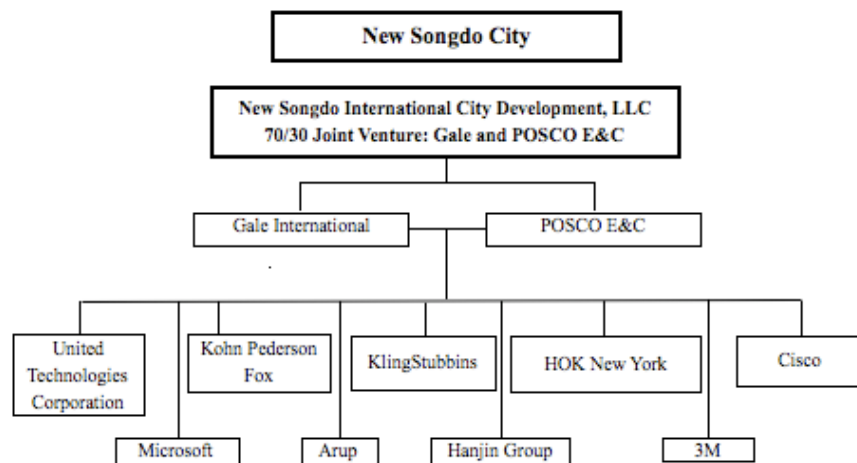 New Songdo City
New Songdo International City Development, LLC
70/30 Joint Venture: Gale and POSCO E&C
Gale International
POSCO E&C
United
Technologies
Corporation
Kohn Pederson
Fox
KlingStubbins
HOK New York
Cisco
Microsoft
Arup
Hanjin Group
3M